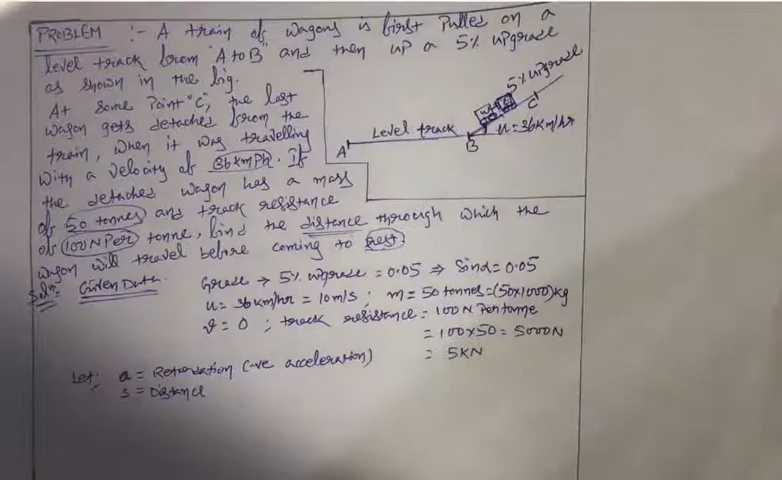 PROBLEM :- A train of wagons is first pulled on a
level track from "A to B" and then up a 5% upgrade
as shown in the fig.
At some Point "C", the last
wagon gets detached from the
train, when it was travelling
with a velocity of 36 kmph. If
the detached wagon has a mass
of 50 tonnes and track resistance
of 100 N per tonne, find the distance through which the
wagon will travel before coming to rest
5% upgrade
C
Level track
u = 36 km/hr
A
B
Soln: Given Data:
Grade → 5% upgrade = 0.05 ⇒ Sinα = 0.05
u = 36 km/hr = 10 m/s ; m = 50 tonnes = (50x1000) kg
v = 0 ; track resistance = 100 N per tonne
= 100 x 50 = 5000 N
= 5 KN
Let, a = Retardation (-ve acceleration)
s = Distance